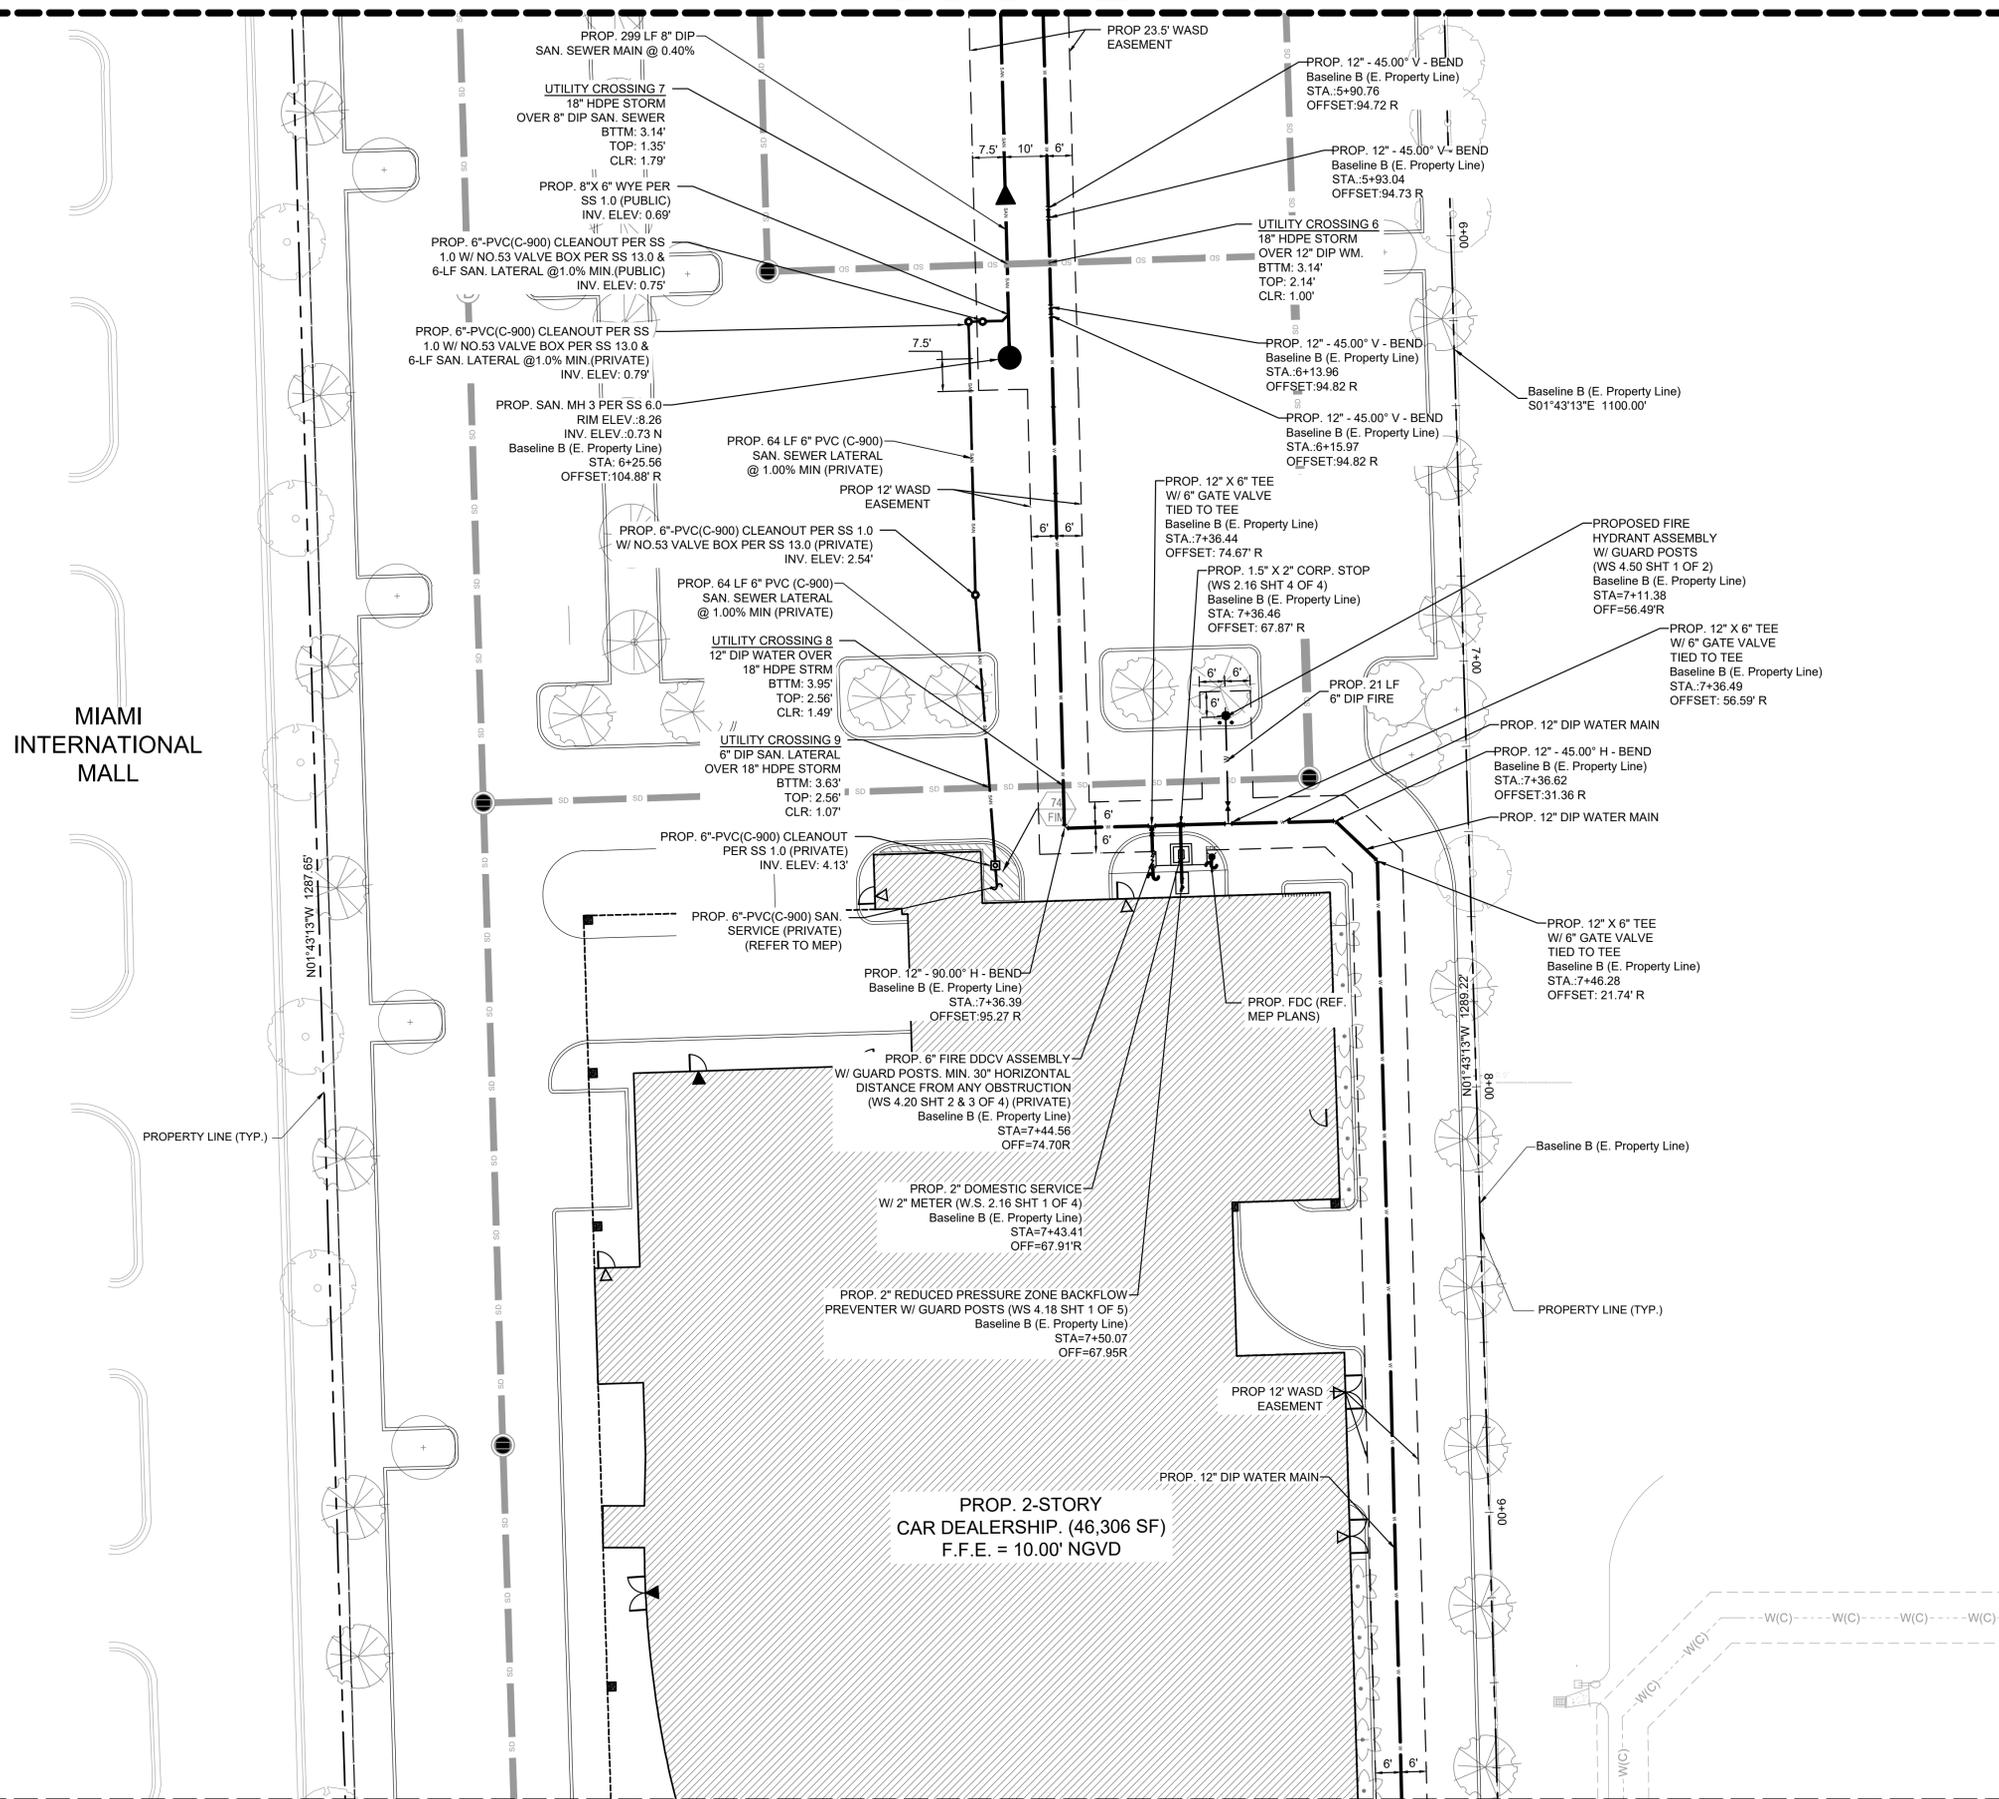 PROP. 299 LF 8" DIP
SAN. SEWER MAIN @ 0.40%
PROP 23.5' WASD
EASEMENT
UTILITY CROSSING 7
18" HDPE STORM
OVER 8" DIP SAN. SEWER
BTTM: 3.14'
TOP: 1.35'
CLR: 1.79'
PROP. 12" - 45.00° V - BEND
Baseline B (E. Property Line)
STA.:5+90.76
OFFSET:94.72 R
7.5'
10'
6'
PROP. 12" - 45.00° V - BEND
Baseline B (E. Property Line)
STA.:5+93.04
OFFSET:94.73 R
PROP. 8"X 6" WYE PER
SS 1.0 (PUBLIC)
INV. ELEV: 0.69'
UTILITY CROSSING 6
18" HDPE STORM
OVER 12" DIP WM.
BTTM: 3.14'
TOP: 2.14'
CLR: 1.00'
6+00
PROP. 6"-PVC(C-900) CLEANOUT PER SS
1.0 W/ NO.53 VALVE BOX PER SS 13.0 &
6-LF SAN. LATERAL @1.0% MIN.(PUBLIC)
INV. ELEV: 0.75'
PROP. 6"-PVC(C-900) CLEANOUT PER SS
1.0 W/ NO.53 VALVE BOX PER SS 13.0 &
6-LF SAN. LATERAL @1.0% MIN.(PRIVATE)
INV. ELEV: 0.79'
7.5'
PROP. 12" - 45.00° V - BEND
Baseline B (E. Property Line)
STA.:6+13.96
OFFSET:94.82 R
Baseline B (E. Property Line)
S01°43'13"E 1100.00'
PROP. SAN. MH 3 PER SS 6.0
RIM ELEV.:8.26
INV. ELEV.:0.73 N
Baseline B (E. Property Line)
STA: 6+25.56
OFFSET:104.88' R
PROP. 12" - 45.00° V - BEND
Baseline B (E. Property Line)
STA.:6+15.97
OFFSET:94.82 R
PROP. 64 LF 6" PVC (C-900)
SAN. SEWER LATERAL
@ 1.00% MIN (PRIVATE)
PROP 12' WASD
EASEMENT
PROP. 12" X 6" TEE
W/ 6" GATE VALVE
TIED TO TEE
Baseline B (E. Property Line)
STA.:7+36.44
OFFSET: 74.67' R
PROP. 6"-PVC(C-900) CLEANOUT PER SS 1.0
W/ NO.53 VALVE BOX PER SS 13.0 (PRIVATE)
INV. ELEV: 2.54'
6'
6'
PROPOSED FIRE
HYDRANT ASSEMBLY
W/ GUARD POSTS
(WS 4.50 SHT 1 OF 2)
Baseline B (E. Property Line)
STA=7+11.38
OFF=56.49'R
PROP. 64 LF 6" PVC (C-900)
SAN. SEWER LATERAL
@ 1.00% MIN (PRIVATE)
PROP. 1.5" X 2" CORP. STOP
(WS 2.16 SHT 4 OF 4)
Baseline B (E. Property Line)
STA: 7+36.46
OFFSET: 67.87' R
PROP. 12" X 6" TEE
W/ 6" GATE VALVE
TIED TO TEE
Baseline B (E. Property Line)
STA.:7+36.49
OFFSET: 56.59' R
7+00
UTILITY CROSSING 8
12" DIP WATER OVER
18" HDPE STRM
BTTM: 3.95'
TOP: 2.56'
CLR: 1.49'
6'
6'
6'
PROP. 21 LF
6" DIP FIRE
MIAMI
INTERNATIONAL
MALL
PROP. 12" DIP WATER MAIN
UTILITY CROSSING 9
6" DIP SAN. LATERAL
OVER 18" HDPE STORM
BTTM: 3.63'
TOP: 2.56'
CLR: 1.07'
PROP. 12" - 45.00° H - BEND
Baseline B (E. Property Line)
STA.:7+36.62
OFFSET:31.36 R
74
FIM
6'
6'
PROP. 12" DIP WATER MAIN
PROP. 6"-PVC(C-900) CLEANOUT
PER SS 1.0 (PRIVATE)
INV. ELEV: 4.13'
N01°43'13"W 1287.65'
PROP. 6"-PVC(C-900) SAN.
SERVICE (PRIVATE)
(REFER TO MEP)
PROP. 12" X 6" TEE
W/ 6" GATE VALVE
TIED TO TEE
Baseline B (E. Property Line)
STA.:7+46.28
OFFSET: 21.74' R
PROP. 12" - 90.00° H - BEND
Baseline B (E. Property Line)
STA.:7+36.39
OFFSET:95.27 R
PROP. FDC (REF.
MEP PLANS)
N01°43'13"W 1289.22'
8+00
PROP. 6" FIRE DDCV ASSEMBLY
W/ GUARD POSTS. MIN. 30" HORIZONTAL
DISTANCE FROM ANY OBSTRUCTION
(WS 4.20 SHT 2 & 3 OF 4) (PRIVATE)
Baseline B (E. Property Line)
STA=7+44.56
OFF=74.70R
PROPERTY LINE (TYP.)
Baseline B (E. Property Line)
PROP. 2" DOMESTIC SERVICE
W/ 2" METER (W.S. 2.16 SHT 1 OF 4)
Baseline B (E. Property Line)
STA=7+43.41
OFF=67.91'R
PROP. 2" REDUCED PRESSURE ZONE BACKFLOW
PREVENTER W/ GUARD POSTS (WS 4.18 SHT 1 OF 5)
Baseline B (E. Property Line)
STA=7+50.07
OFF=67.95R
PROPERTY LINE (TYP.)
PROP 12' WASD
EASEMENT
PROP. 12" DIP WATER MAIN
PROP. 2-STORY
CAR DEALERSHIP. (46,306 SF)
F.F.E. = 10.00' NGVD
9+00
W(C) W(C) W(C) W(C)
W(C)
W(C)
W(C)
6'
6'